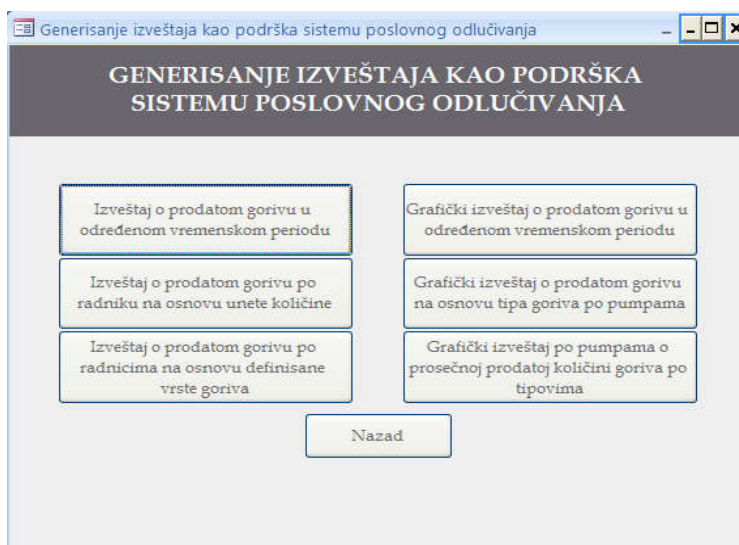 Generisanje izveštaja kao podrška sistemu poslovnog odlučivanja
GENERISANJE IZVEŠTAJA KAO PODRŠKA
SISTEMU POSLOVNOG ODLUČIVANJA
Izveštaj o prodatom gorivu u
određenom vremenskom periodu
Grafički izveštaj o prodatom gorivu u
određenom vremenskom periodu
Izveštaj o prodatom gorivu po
radniku na osnovu unete količine
Grafički izveštaj o prodatom gorivu
na osnovu tipa goriva po pumpama
Izveštaj o prodatom gorivu po
radnicima na osnovu definisane
vrste goriva
Grafički izveštaj po pumpama o
prosečnoj prodatoj količini goriva po
tipovima
Nazad